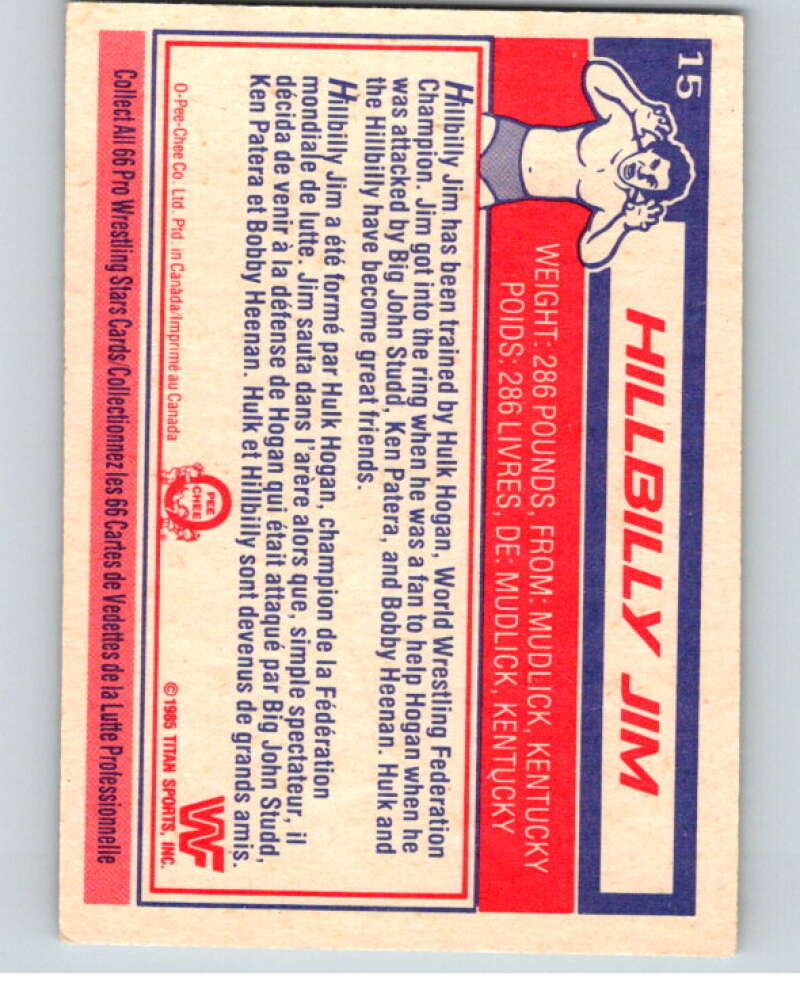 15
HILLBILLY JIM
WEIGHT: 286 POUNDS, FROM: MUDLICK, KENTUCKY
POIDS: 286 LIVRES, DE: MUDLICK, KENTUCKY
Hillbilly Jim has been trained by Hulk Hogan, World Wrestling Federation
Champion. Jim got into the ring when he was a fan to help Hogan when he
was attacked by Big John Studd, Ken Patera, and Bobby Heenan. Hulk and
the Hillbilly have become great friends.
Hillbilly Jim a été formé par Hulk Hogan, champion de la Fédération
mondiale de lutte. Jim sauta dans l'arère alors que, simple spectateur, il
décida de venir à la défense de Hogan qui était attaqué par Big John Studd,
Ken Patera et Bobby Heenan. Hulk et Hillbilly sont devenus de grands amis.
O-Pee-Chee Co. Ltd. Ptd. in Canada/Imprimé au Canada
O
PEE
CHEE
© 1985 TITAN SPORTS, INC.
WF
Collect All 66 Pro Wrestling Stars Cards/Collectionnez les 66 Cartes de Vedettes de la Lutte Professionnelle